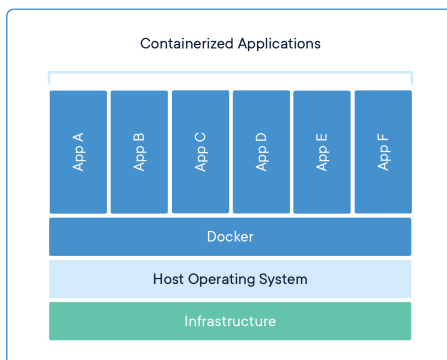 Containerized Applications
App A
App B
App C
App D
App E
App F
Docker
Host Operating System
Infrastructure